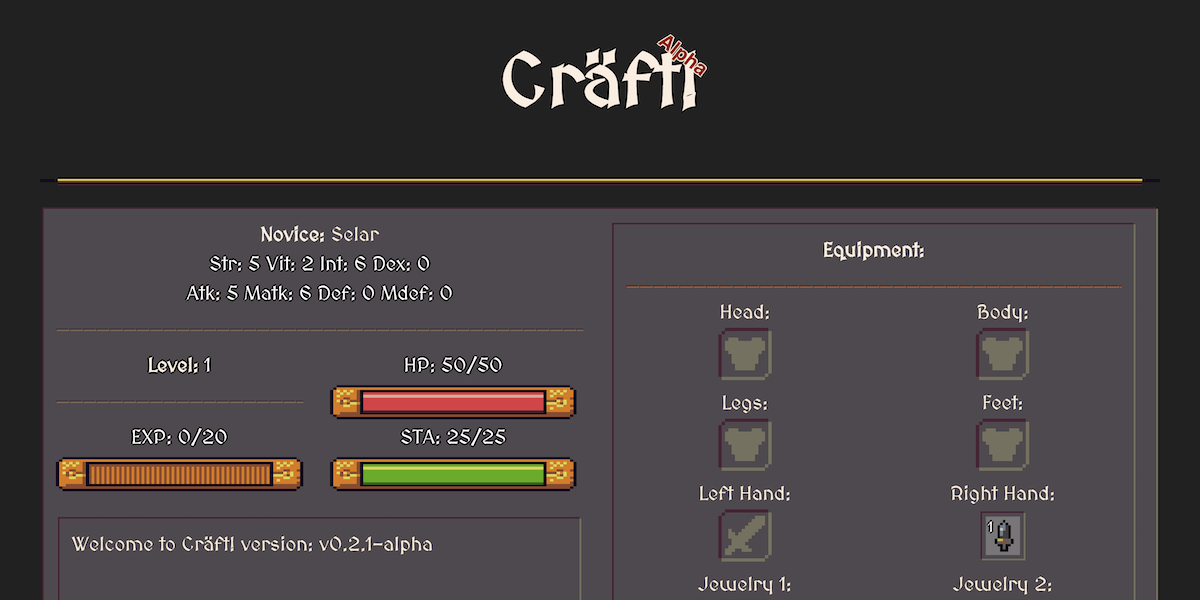 Cräftl
Alpha
Novice: Selar
Str: 5 Vit: 2 Int: 6 Dex: 0
Atk: 5 Matk: 6 Def: 0 Mdef: 0
Level: 1
HP: 50/50
EXP: 0/20
STA: 25/25
Welcome to Cräftl version: v0.2.1-alpha
Equipment:
Head:
Body:
Legs:
Feet:
Left Hand:
Right Hand:
1
Jewelry 1:
Jewelry 2: